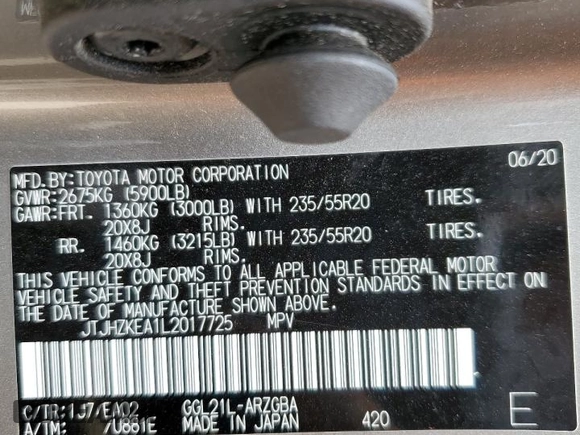 06/20
MFD.BY:TOYOTA MOTOR CORPORATION
GVWR:2675KG (5900LB)
GAWR:FRT. 1360KG (3000LB) WITH 235/55R20 TIRES.
20X8J RIMS.
RR. 1460KG (3215LB) WITH 235/55R20 TIRES.
20X8J RIMS.
THIS VEHICLE CONFORMS TO ALL APPLICABLE FEDERAL MOTOR
VEHICLE SAFETY AND THEFT PREVENTION STANDARDS IN EFFECT ON
THE DATE OF MANUFACTURE SHOWN ABOVE.
JTJHZKEA1L2017725 MPV
C/TR:1J7/EA02 GGL21L-ARZGBA
A/TM: /U881E MADE IN JAPAN 420 E